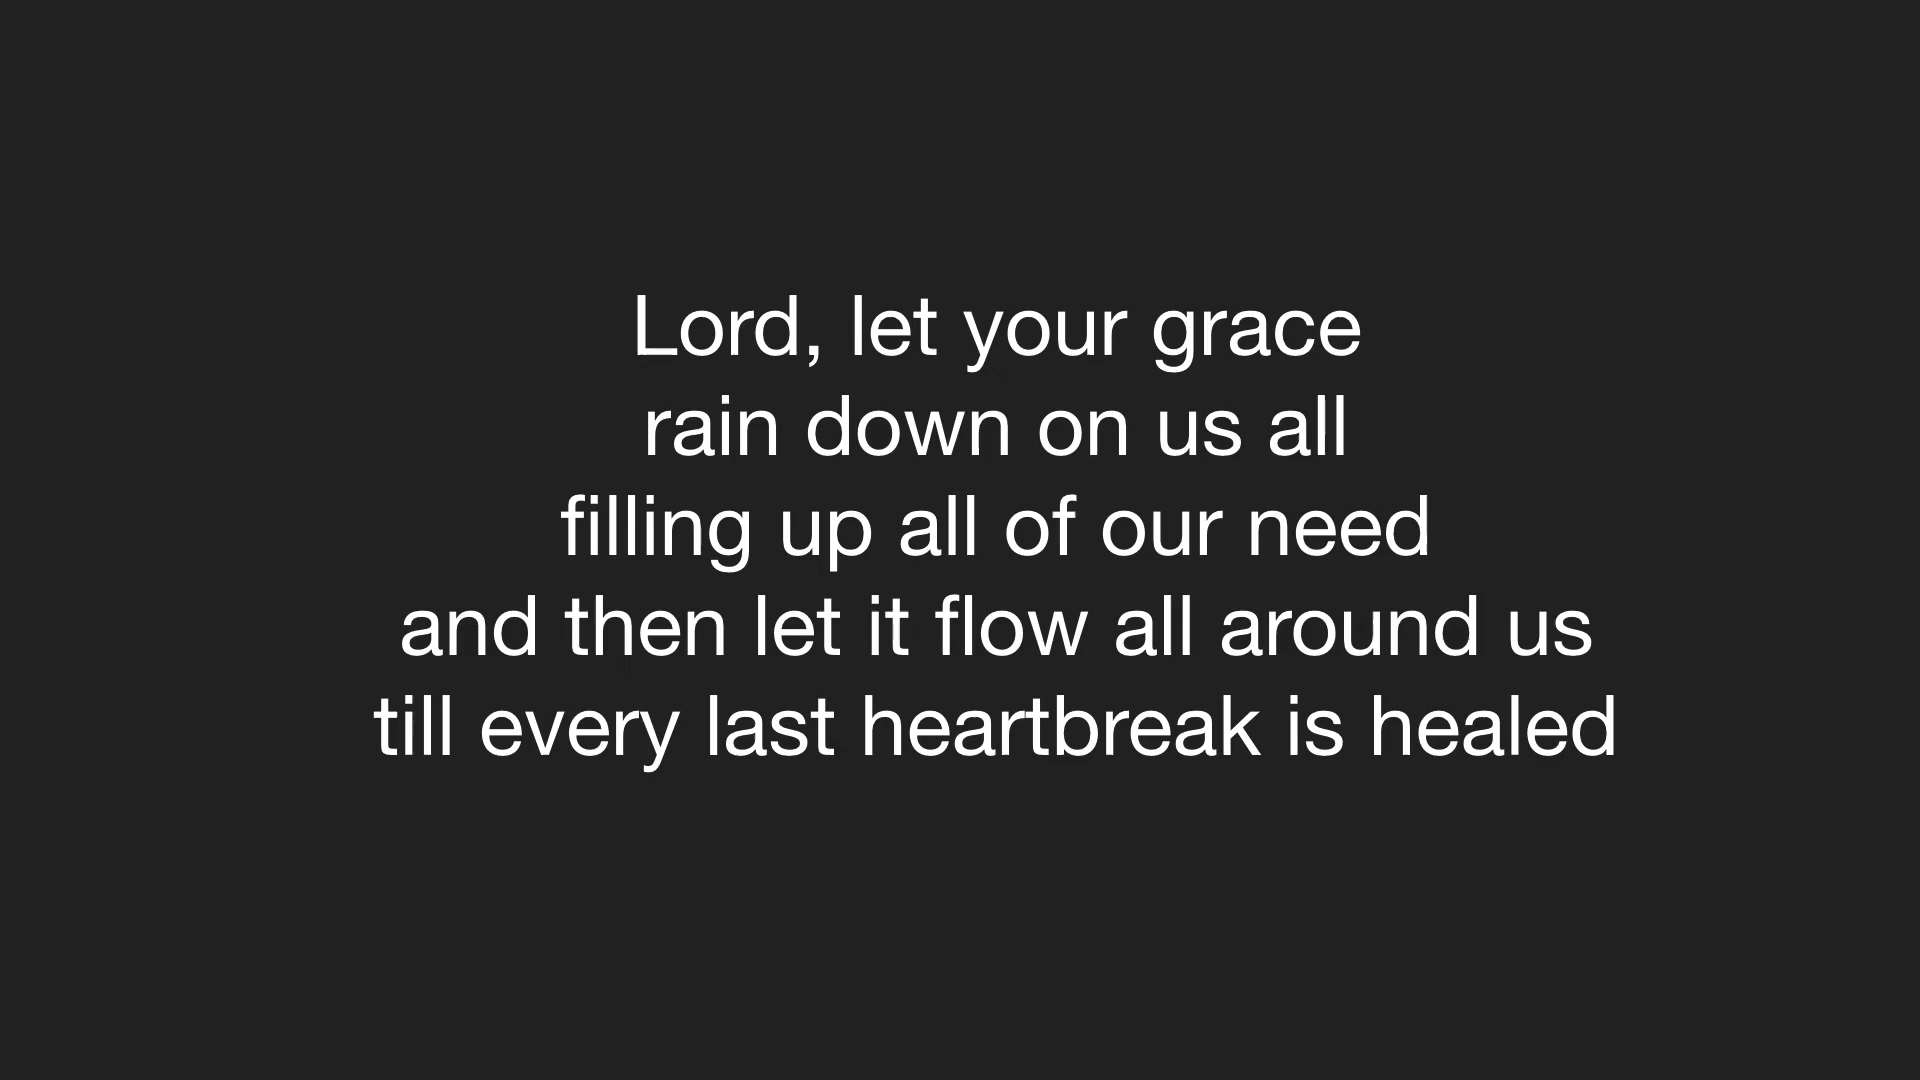 Lord, let your grace
rain down on us all
filling up all of our need
and then let it flow all around us
till every last heartbreak is healed